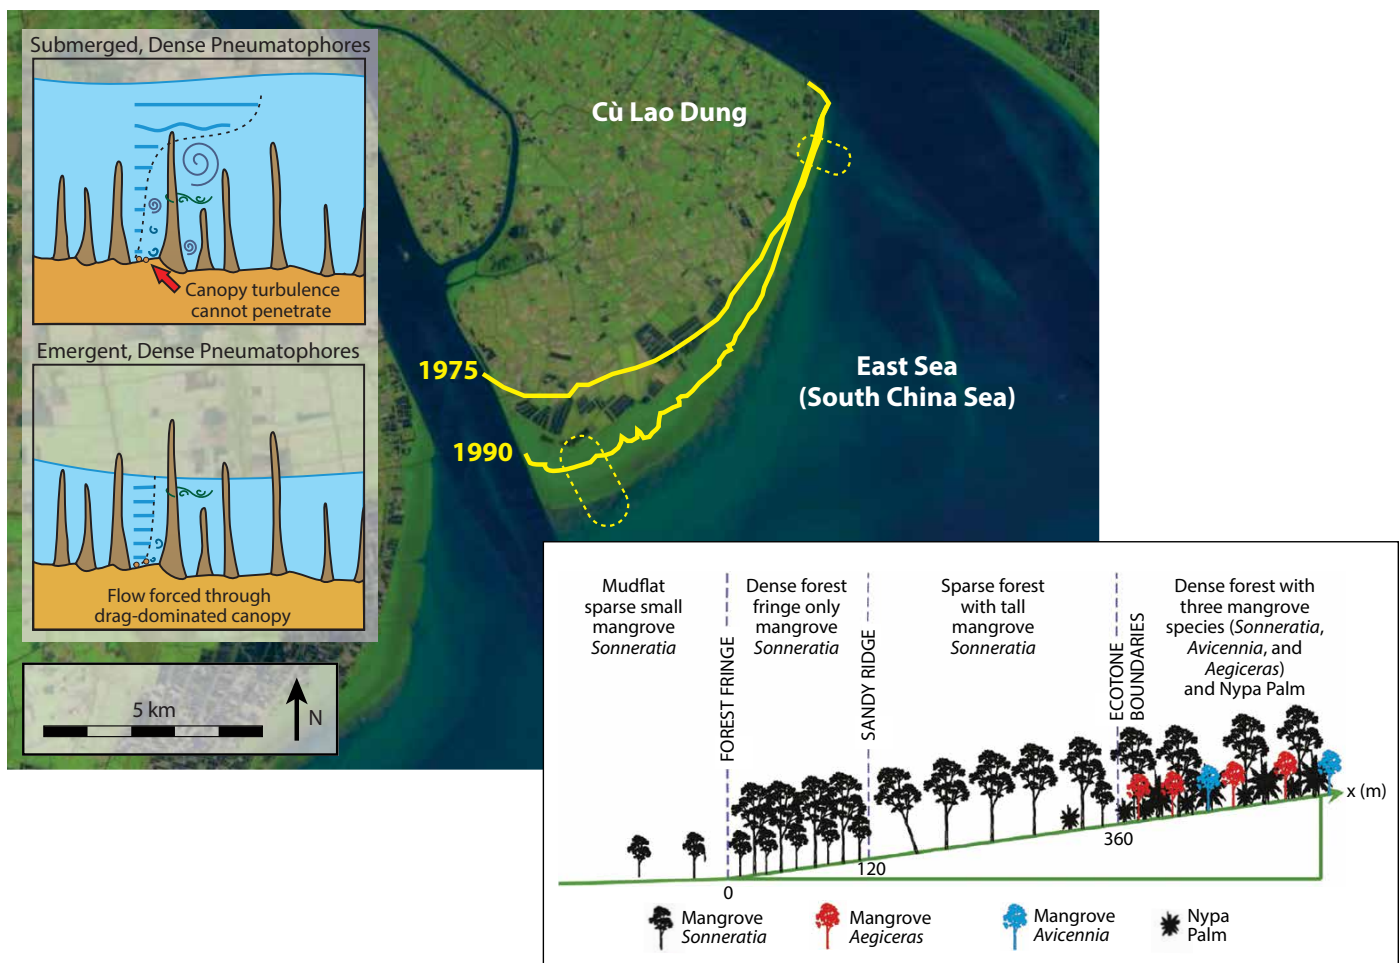 Submerged, Dense Pneumatophores
Canopy turbulence
cannot penetrate
Emergent, Dense Pneumatophores
Flow forced through
drag-dominated canopy
5 km
N
Cù Lao Dung
1975
1990
East Sea
(South China Sea)
Mudflat
sparse small
mangrove
Sonneratia
FOREST FRINGE
Dense forest
fringe only
mangrove
Sonneratia
SANDY RIDGE
Sparse forest
with tall
mangrove
Sonneratia
ECOTONE
BOUNDARIES
Dense forest with
three mangrove
species (Sonneratia,
Avicennia, and
Aegiceras)
and Nypa Palm
x (m)
0
120
360
Mangrove
Sonneratia
Mangrove
Aegiceras
Mangrove
Avicennia
Nypa
Palm